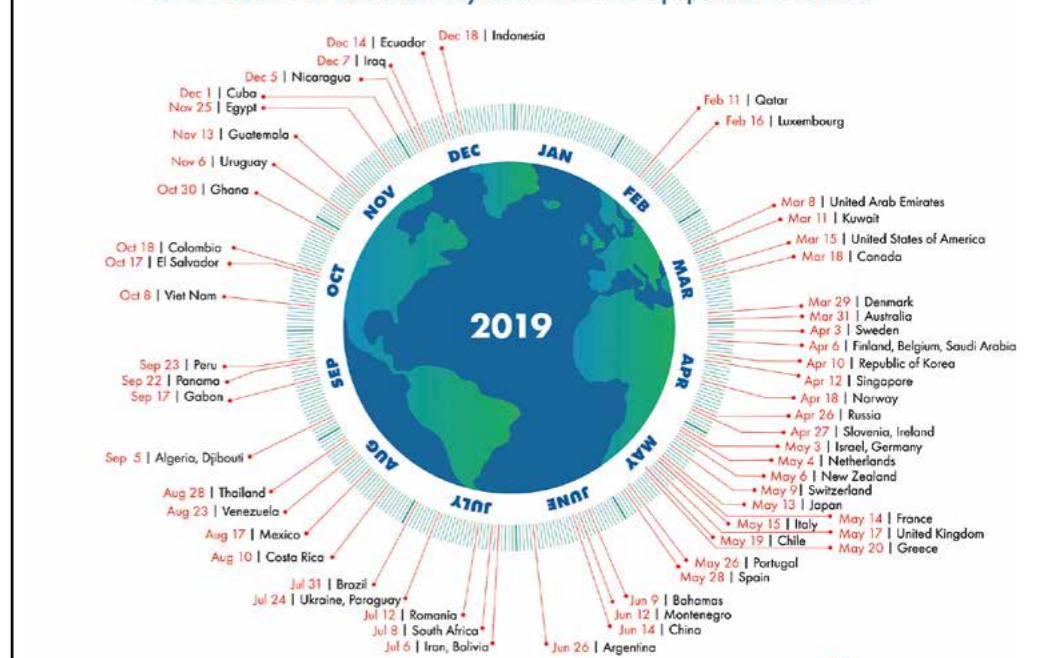 Dec 18 | Indonesia
Dec 14 | Ecuador
Dec 7 | Iraq
Dec 5 | Nicaragua
Dec 1 | Cuba
Nov 25 | Egypt
Nov 13 | Guatemala
Nov 6 | Uruguay
Oct 30 | Ghana
Oct 18 | Colombia
Oct 17 | El Salvador
Oct 8 | Viet Nam
Sep 23 | Peru
Sep 22 | Panama
Sep 17 | Gabon
Sep 5 | Algeria, Djibouti
Aug 28 | Thailand
Aug 23 | Venezuela
Aug 17 | Mexico
Aug 10 | Costa Rica
Jul 31 | Brazil
Jul 24 | Ukraine, Paraguay
Jul 12 | Romania
Jul 8 | South Africa
Jul 6 | Iran, Bolivia
Feb 11 | Qatar
Feb 16 | Luxembourg
Mar 8 | United Arab Emirates
Mar 11 | Kuwait
Mar 15 | United States of America
Mar 18 | Canada
Mar 29 | Denmark
Mar 31 | Australia
Apr 3 | Sweden
Apr 6 | Finland, Belgium, Saudi Arabia
Apr 10 | Republic of Korea
Apr 12 | Singapore
Apr 18 | Norway
Apr 26 | Russia
Apr 27 | Slovenia, Ireland
May 3 | Israel, Germany
May 4 | Netherlands
May 6 | New Zealand
May 9 | Switzerland
May 13 | Japan
May 14 | France
May 15 | Italy
May 17 | United Kingdom
May 19 | Chile
May 20 | Greece
May 26 | Portugal
May 28 | Spain
Jun 9 | Bahamas
Jun 12 | Montenegro
Jun 14 | China
Jun 26 | Argentina
JAN
FEB
MAR
APR
MAY
JUNE
JULY
AUG
SEP
OCT
NOV
DEC
2019